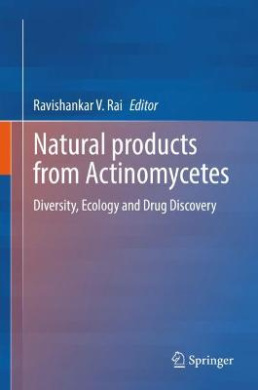 Ravishankar V. Rai Editor
Natural products
from Actinomycetes
Diversity, Ecology and Drug Discovery
Springer